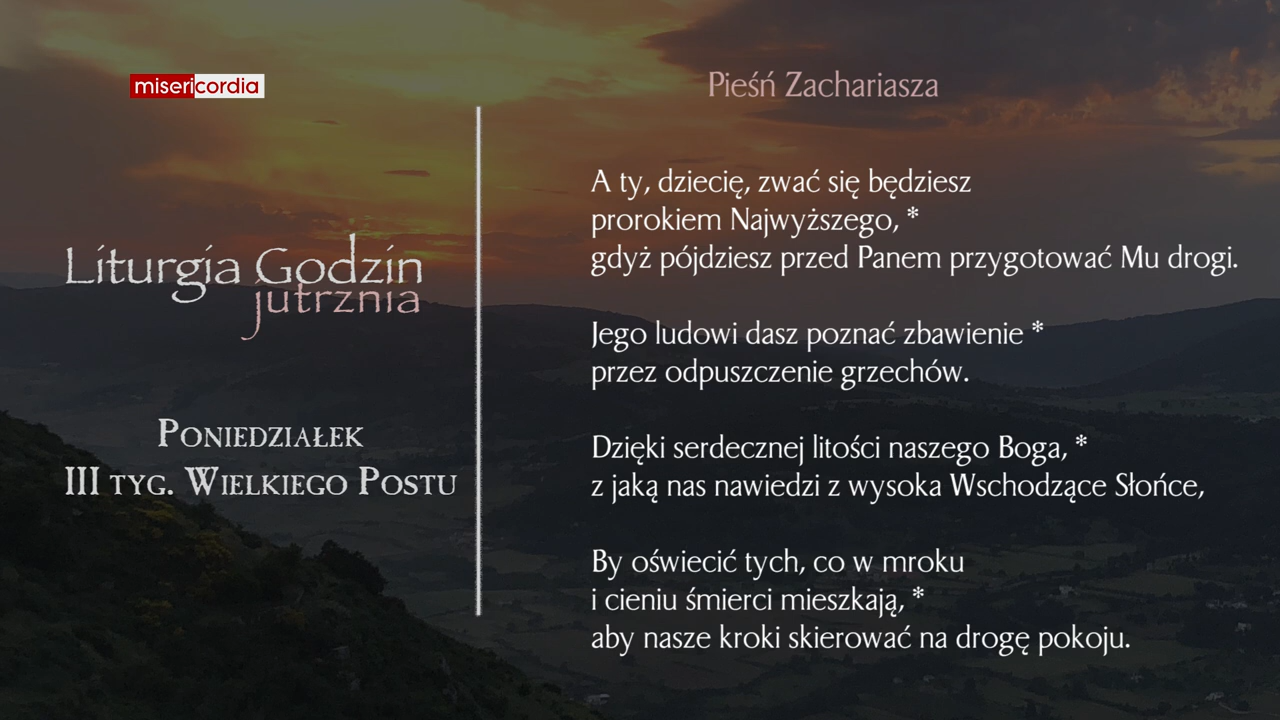 misericordia
Liturgia Godzin
jutrznia
Poniedziałek
III tyg. Wielkiego Postu
Pieśń Zachariasza
A ty, dziecię, zwać się będziesz
prorokiem Najwyższego, *
gdyż pójdziesz przed Panem przygotować Mu drogi.
Jego ludowi dasz poznać zbawienie *
przez odpuszczenie grzechów.
Dzięki serdecznej litości naszego Boga, *
z jaką nas nawiedzi z wysoka Wschodzące Słońce,
By oświecić tych, co w mroku
i cieniu śmierci mieszkają, *
aby nasze kroki skierować na drogę pokoju.